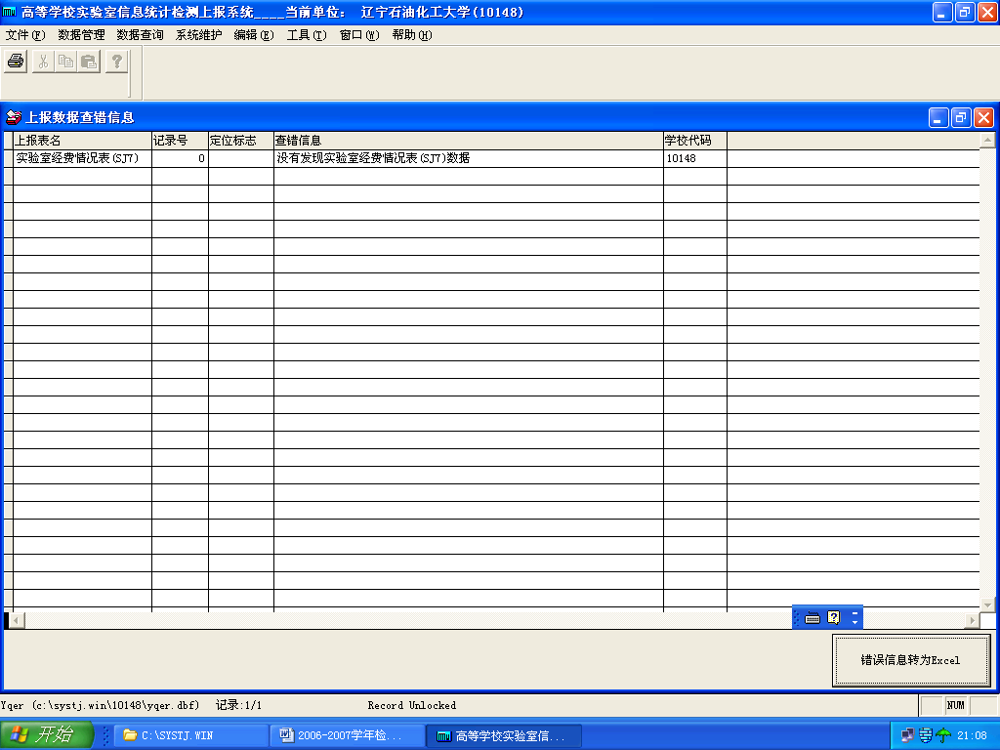 高等学校实验室信息统计检测上报系统____当前单位： 辽宁石油化工大学(10148)
文件(F) 数据管理 数据查询 系统维护 编辑(E) 工具(T) 窗口(W) 帮助(H)
上报数据查错信息
上报表名 记录号 定位标志 查错信息 学校代码
实验室经费情况表(SJ7) 0 没有发现实验室经费情况表(SJ7)数据 10148
错误信息转为Excel
Yqer (c:\systj.win\10148\yqer.dbf) 记录:1/1 Record Unlocked NUM
开始 C:\SYSTJ.WIN 2006-2007学年检... 高等学校实验室信... 21:08